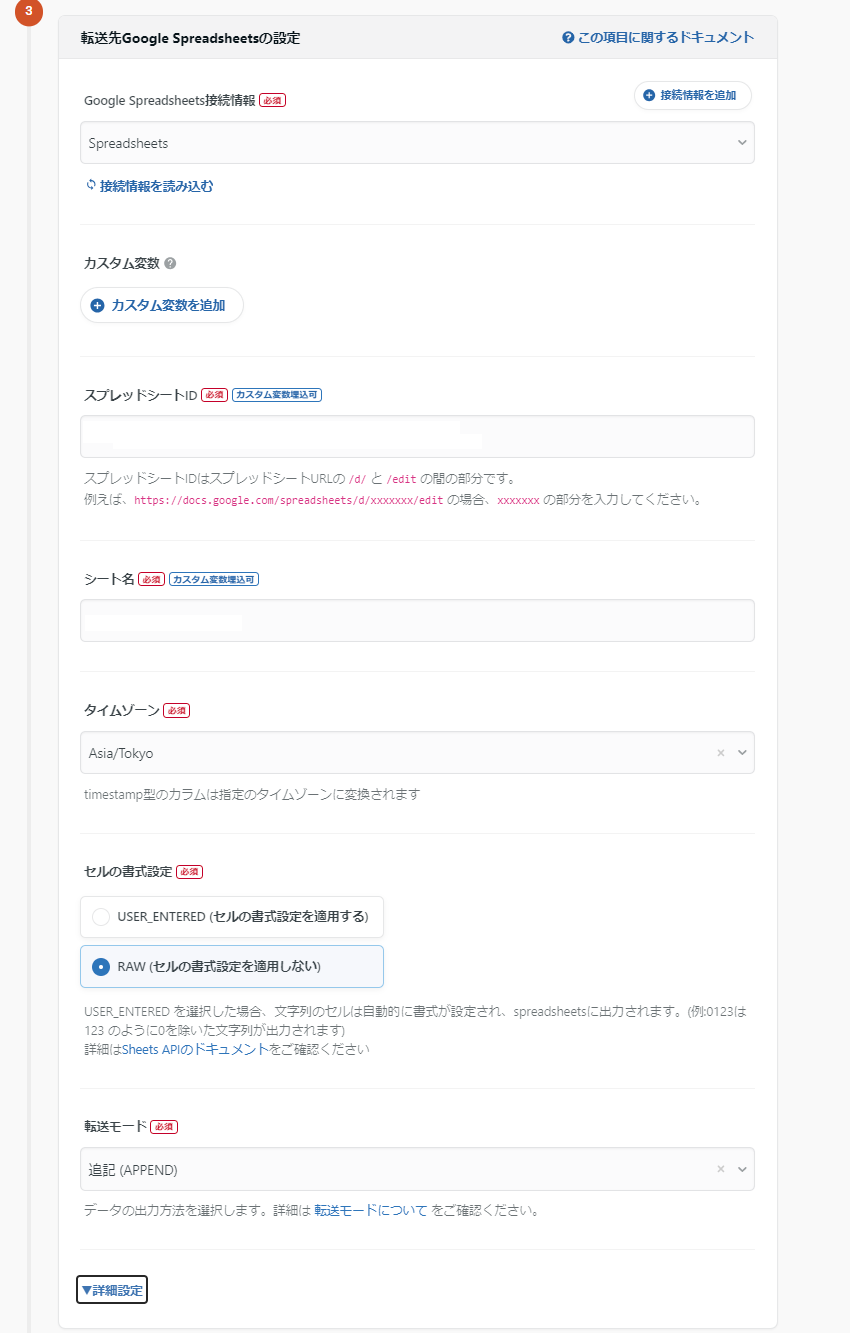 3
転送先Google Spreadsheetsの設定
この項目に関するドキュメント
Google Spreadsheets接続情報 必須
接続情報を追加
Spreadsheets
接続情報を読み込む
カスタム変数
カスタム変数を追加
スプレッドシートID 必須 カスタム変数埋込可
スプレッドシートIDはスプレッドシートURLの /d/ と /edit の間の部分です。
例えば、https://docs.google.com/spreadsheets/d/xxxxxxx/edit の場合、xxxxxxx の部分を入力してください。
シート名 必須 カスタム変数埋込可
タイムゾーン 必須
Asia/Tokyo
timestamp型のカラムは指定のタイムゾーンに変換されます
セルの書式設定 必須
USER_ENTERED (セルの書式設定を適用する)
RAW (セルの書式設定を適用しない)
USER_ENTERED を選択した場合、文字列のセルは自動的に書式が設定され、spreadsheetsに出力されます。(例:0123は
123 のように0を除いた文字列が出力されます)
詳細はSheets APIのドキュメントをご確認ください
転送モード 必須
追記 (APPEND)
データの出力方法を選択します。詳細は 転送モードについて をご確認ください。
▼詳細設定